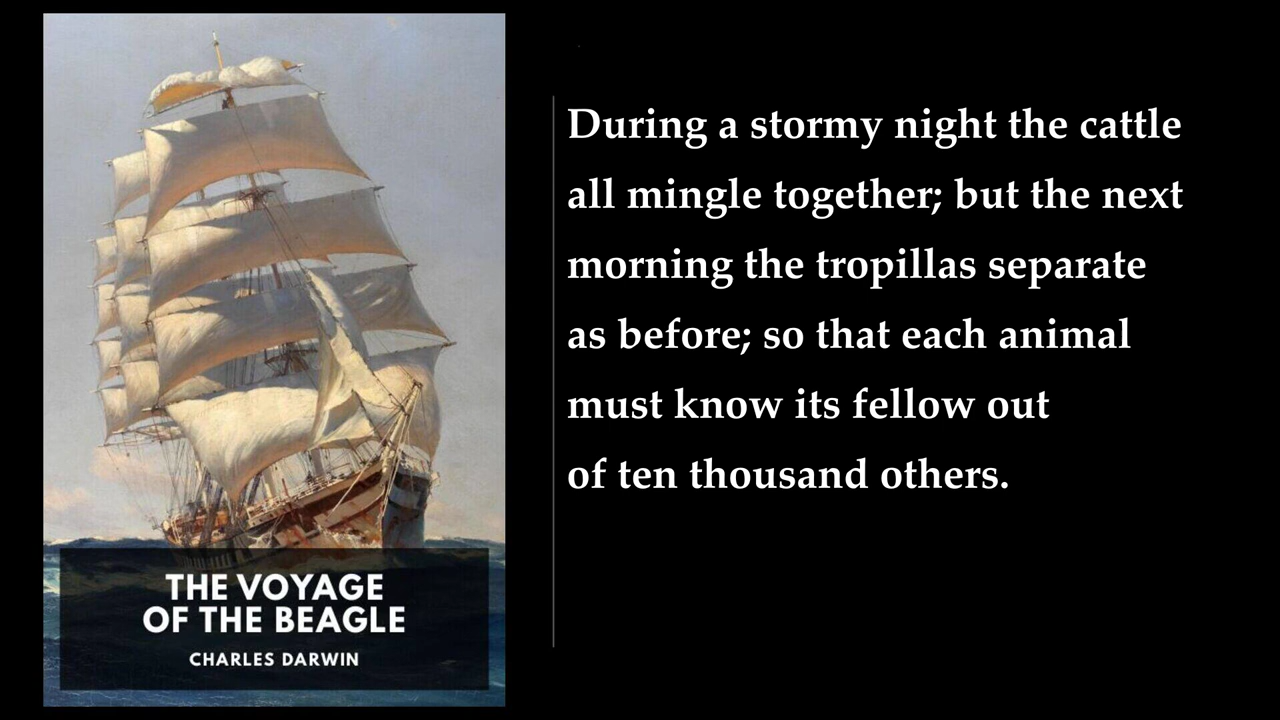 THE VOYAGE
OF THE BEAGLE
CHARLES DARWIN
During a stormy night the cattle
all mingle together; but the next
morning the tropillas separate
as before; so that each animal
must know its fellow out
of ten thousand others.